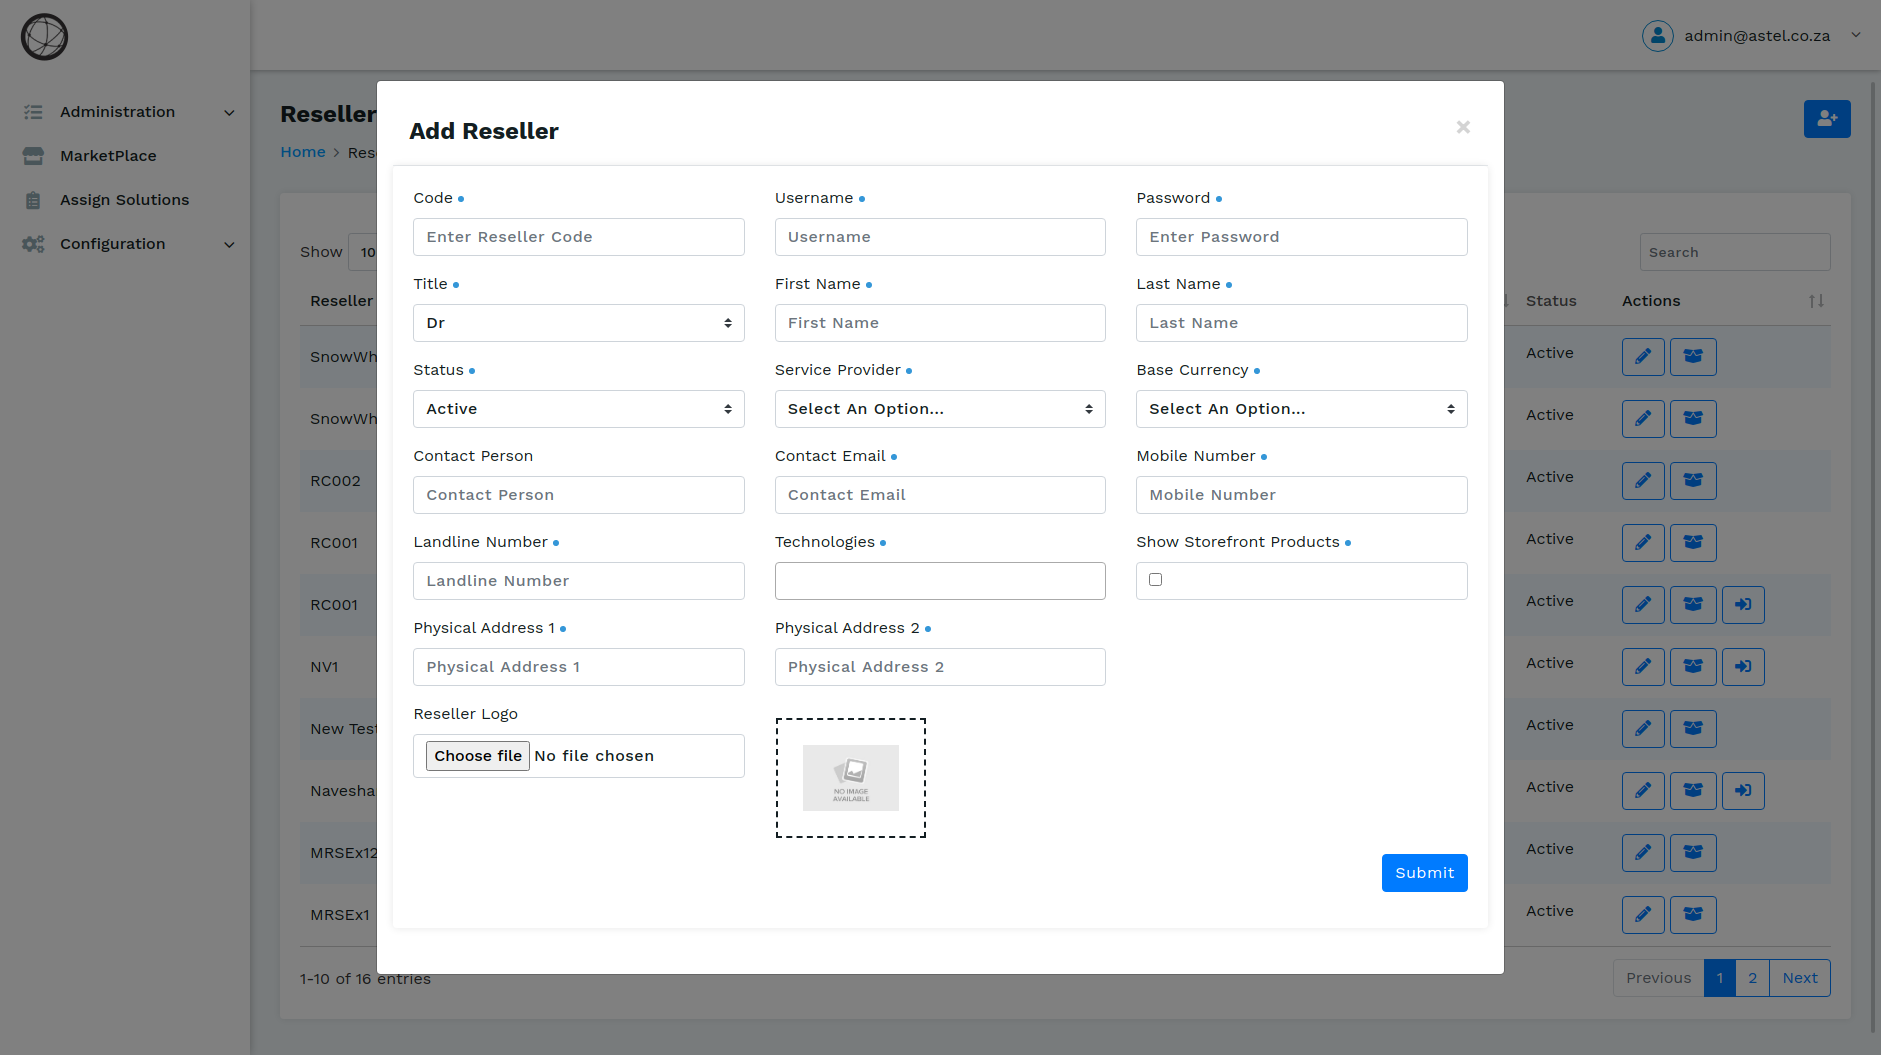 admin@astel.co.za
Administration
MarketPlace
Assign Solutions
Configuration
Reseller
Home > Res
Show 10
Search
Reseller
Status Actions
SnowWh Active
SnowWh Active
RC002 Active
RC001 Active
RC001 Active
NV1 Active
New Test Active
Navesha Active
MRSEx12 Active
MRSEx1 Active
1-10 of 16 entries
Previous 1 2 Next
Add Reseller ×
Code Username Password
Enter Reseller Code Username Enter Password
Title First Name Last Name
Dr First Name Last Name
Status Service Provider Base Currency
Active Select An Option... Select An Option...
Contact Person Contact Email Mobile Number
Contact Person Contact Email Mobile Number
Landline Number Technologies Show Storefront Products
Landline Number
Physical Address 1 Physical Address 2
Physical Address 1 Physical Address 2
Reseller Logo
Choose file No file chosen
NO IMAGE
AVAILABLE
Submit